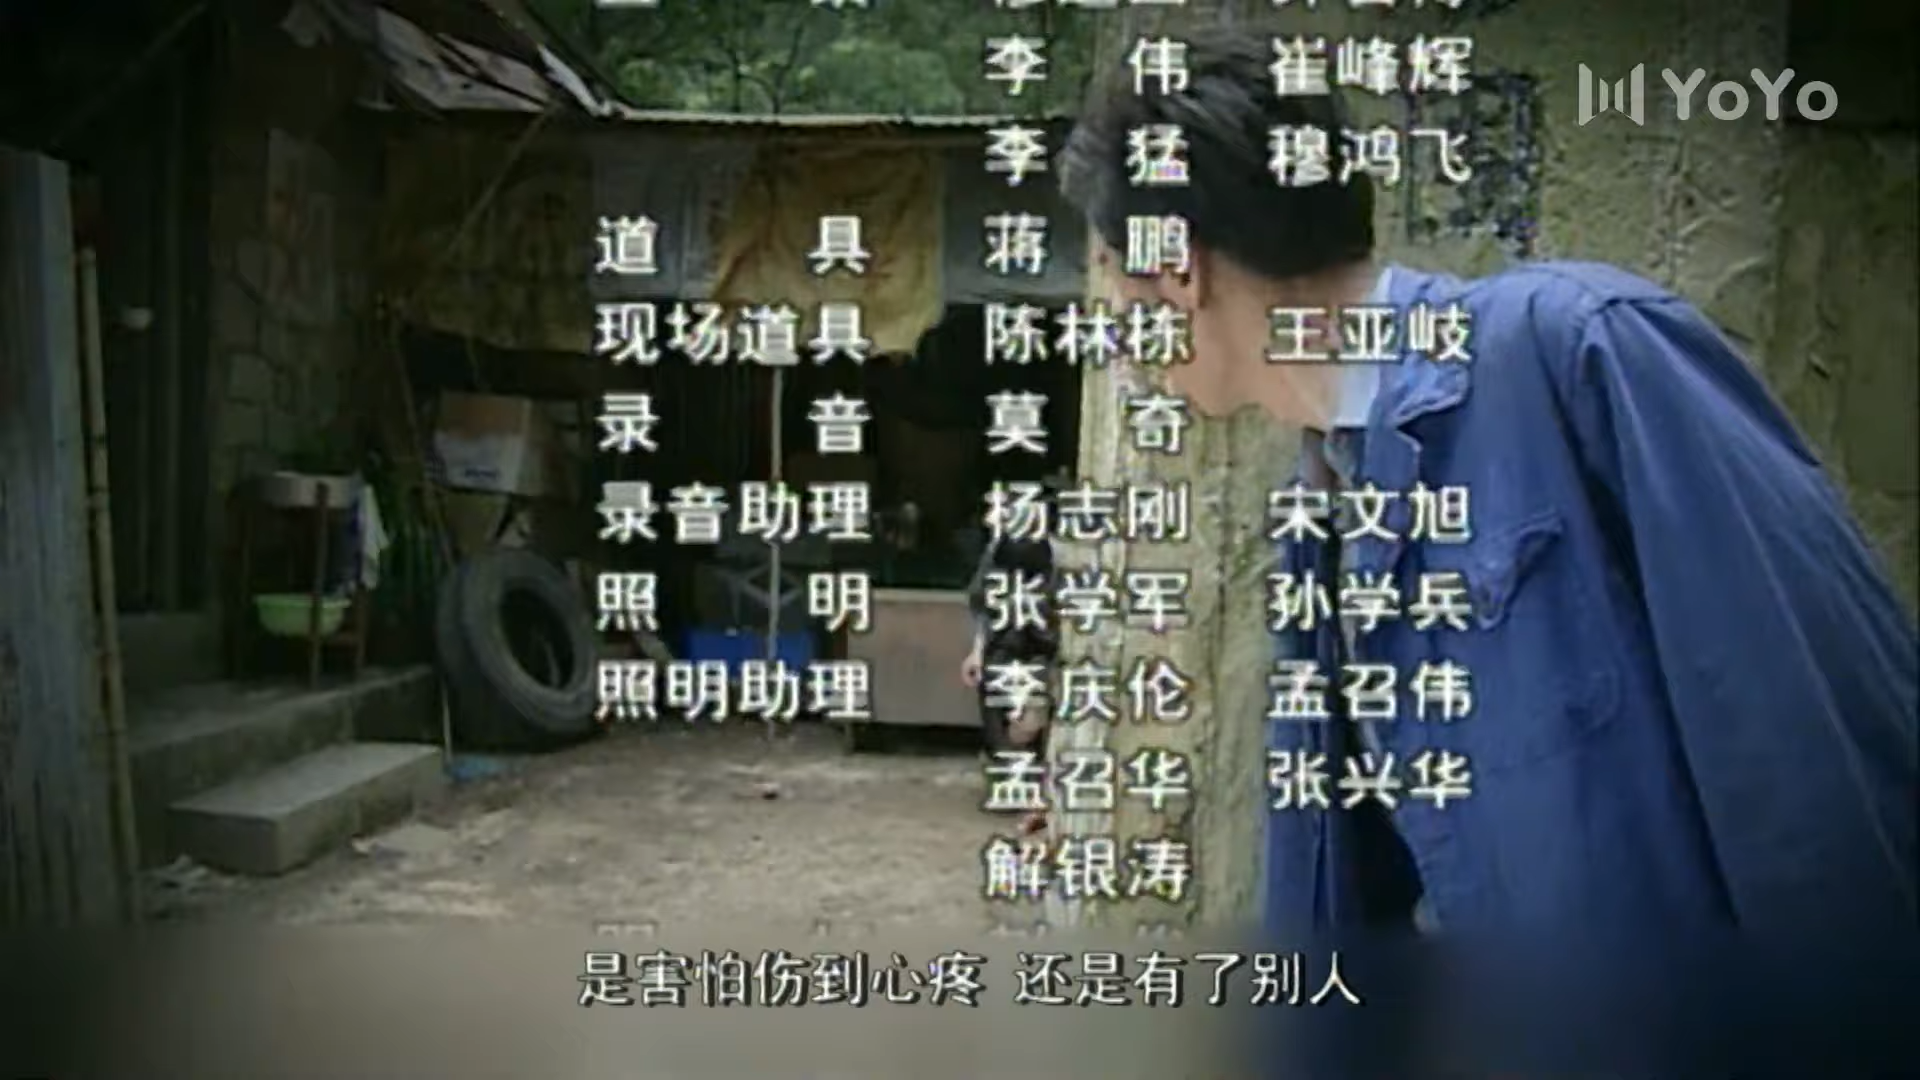 李伟 崔峰辉
YoYo
李猛 穆鸿飞
道具 蒋鹏
现场道具 陈林栋 王亚岐
录音 莫奇
录音助理 杨志刚 宋文旭
照明 张学军 孙学兵
照明助理 李庆伦 孟召伟
孟召华 张兴华
解银涛
是害怕伤到心疼 还是有了别人